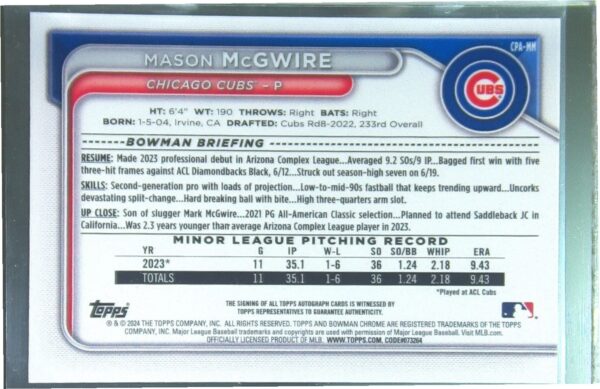 CPA-MM
MASON McGWIRE
CHICAGO CUBS™ – P
CUBS
HT: 6'4" WT: 190 THROWS: Right BATS: Right
BORN: 1-5-04, Irvine, CA DRAFTED: Cubs Rd8-2022, 233rd Overall
BOWMAN BRIEFING
RESUME: Made 2023 professional debut in Arizona Complex League...Averaged 9.2 SOs/9 IP...Bagged first win with five
three-hit frames against ACL Diamondbacks Black, 6/12...Struck out season-high seven on 6/19.
SKILLS: Second-generation pro with loads of projection...Low-to-mid-90s fastball that keeps trending upward...Uncorks
devastating split-change...Hard breaking ball with bite...High three-quarters arm slot.
UP CLOSE: Son of slugger Mark McGwire...2021 PG All-American Classic selection...Planned to attend Saddleback JC in
California...Was 2.3 years younger than average Arizona Complex League player in 2023.
MINOR LEAGUE PITCHING RECORD
YR G IP W-L SO SO/BB WHIP ERA
2023* 11 35.1 1-6 36 1.24 2.18 9.43
TOTALS 11 35.1 1-6 36 1.24 2.18 9.43
*Played at ACL Cubs
Topps
THE SIGNING OF ALL TOPPS AUTOGRAPH CARDS IS WITNESSED BY
TOPPS REPRESENTATIVES TO GUARANTEE AUTHENTICITY.
® & © 2024 THE TOPPS COMPANY, INC. ALL RIGHTS RESERVED. TOPPS AND BOWMAN CHROME ARE REGISTERED TRADEMARKS OF THE TOPPS
COMPANY, INC. Major League Baseball trademarks and copyrights are used with permission of Major League Baseball. Visit MLB.com.
OFFICIALLY LICENSED PRODUCT OF MLB. WWW.TOPPS.COM. CODE#073264